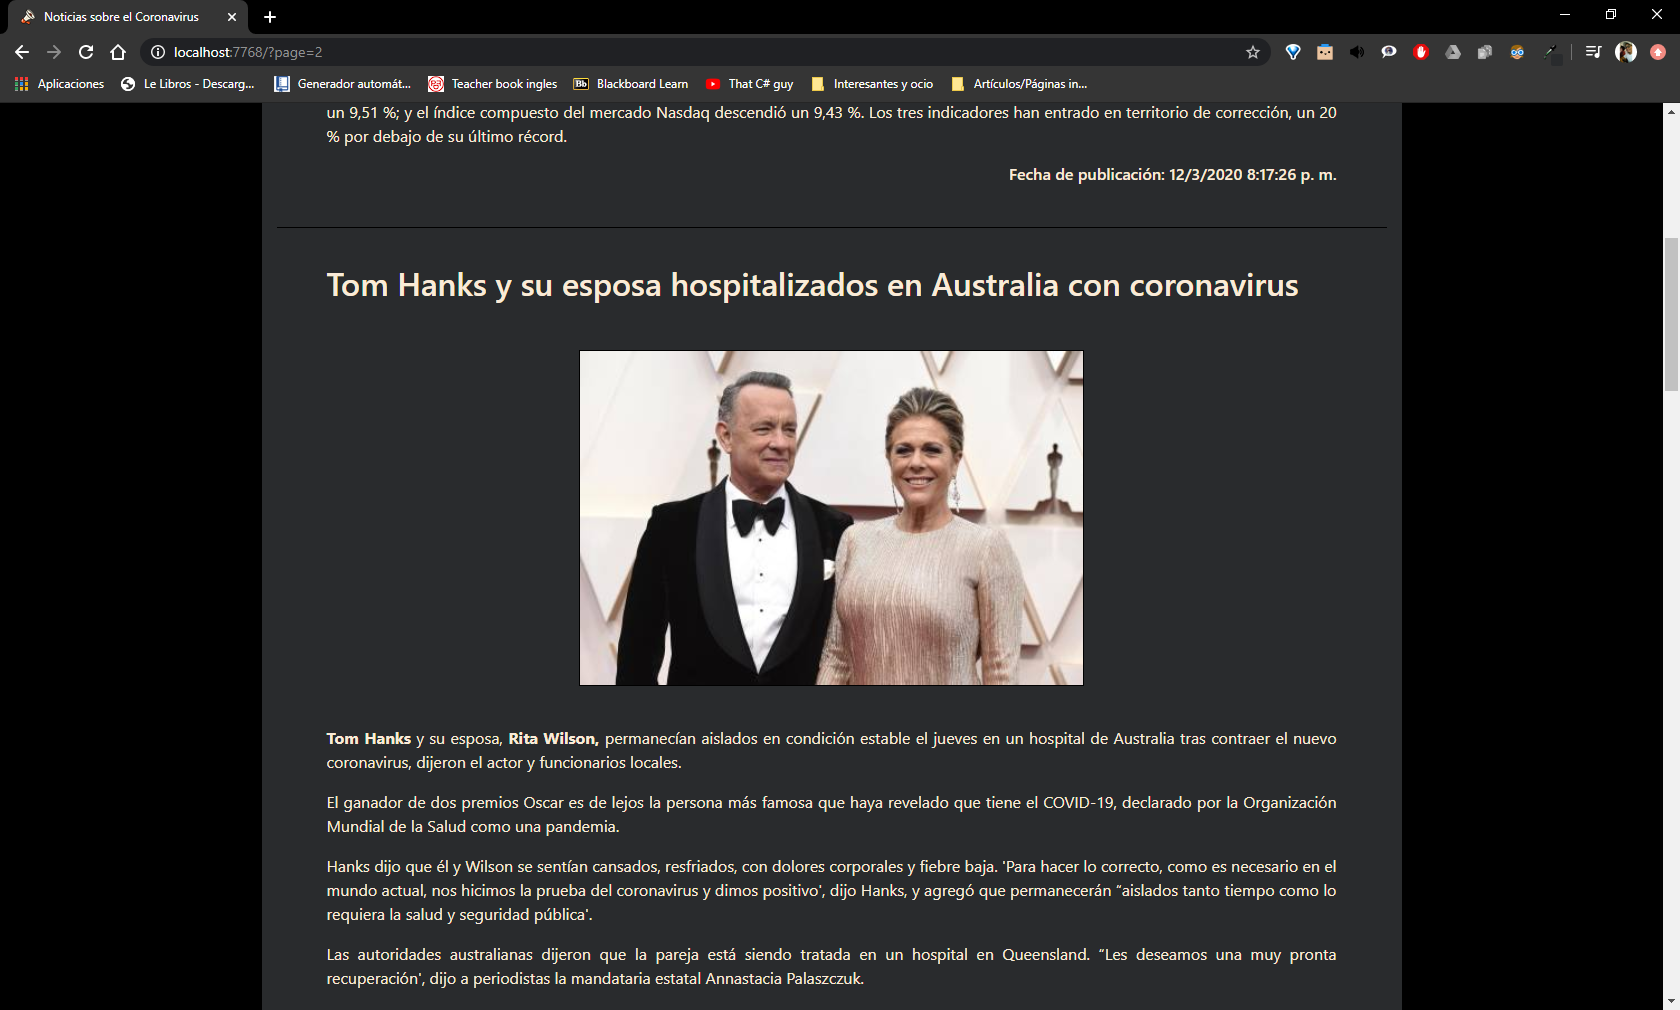 Noticias sobre el Coronavirus
localhost:7768/?page=2
Aplicaciones
Le Libros - Descarg...
Generador automát...
Teacher book ingles
Bb
Blackboard Learn
That C# guy
Interesantes y ocio
Artículos/Páginas in...
un 9,51 %; y el índice compuesto del mercado Nasdaq descendió un 9,43 %. Los tres indicadores han entrado en territorio de corrección, un 20
% por debajo de su último récord.
Fecha de publicación: 12/3/2020 8:17:26 p. m.
Tom Hanks y su esposa hospitalizados en Australia con coronavirus
Tom Hanks y su esposa, Rita Wilson, permanecían aislados en condición estable el jueves en un hospital de Australia tras contraer el nuevo
coronavirus, dijeron el actor y funcionarios locales.
El ganador de dos premios Oscar es de lejos la persona más famosa que haya revelado que tiene el COVID-19, declarado por la Organización
Mundial de la Salud como una pandemia.
Hanks dijo que él y Wilson se sentían cansados, resfriados, con dolores corporales y fiebre baja. 'Para hacer lo correcto, como es necesario en el
mundo actual, nos hicimos la prueba del coronavirus y dimos positivo', dijo Hanks, y agregó que permanecerán “aislados tanto tiempo como lo
requiera la salud y seguridad pública'.
Las autoridades australianas dijeron que la pareja está siendo tratada en un hospital en Queensland. “Les deseamos una muy pronta
recuperación', dijo a periodistas la mandataria estatal Annastacia Palaszczuk.